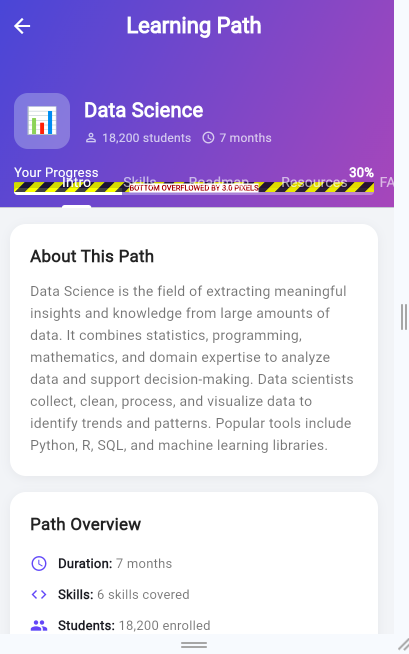 Learning Path
Data Science
18,200 students 7 months
Your Progress 30%
Intro Skills Roadmap Resources FA
BOTTOM OVERFLOWED BY 3.0 PIXELS
About This Path
Data Science is the field of extracting meaningful
insights and knowledge from large amounts of
data. It combines statistics, programming,
mathematics, and domain expertise to analyze
data and support decision-making. Data scientists
collect, clean, process, and visualize data to
identify trends and patterns. Popular tools include
Python, R, SQL, and machine learning libraries.
Path Overview
Duration: 7 months
Skills: 6 skills covered
Students: 18,200 enrolled